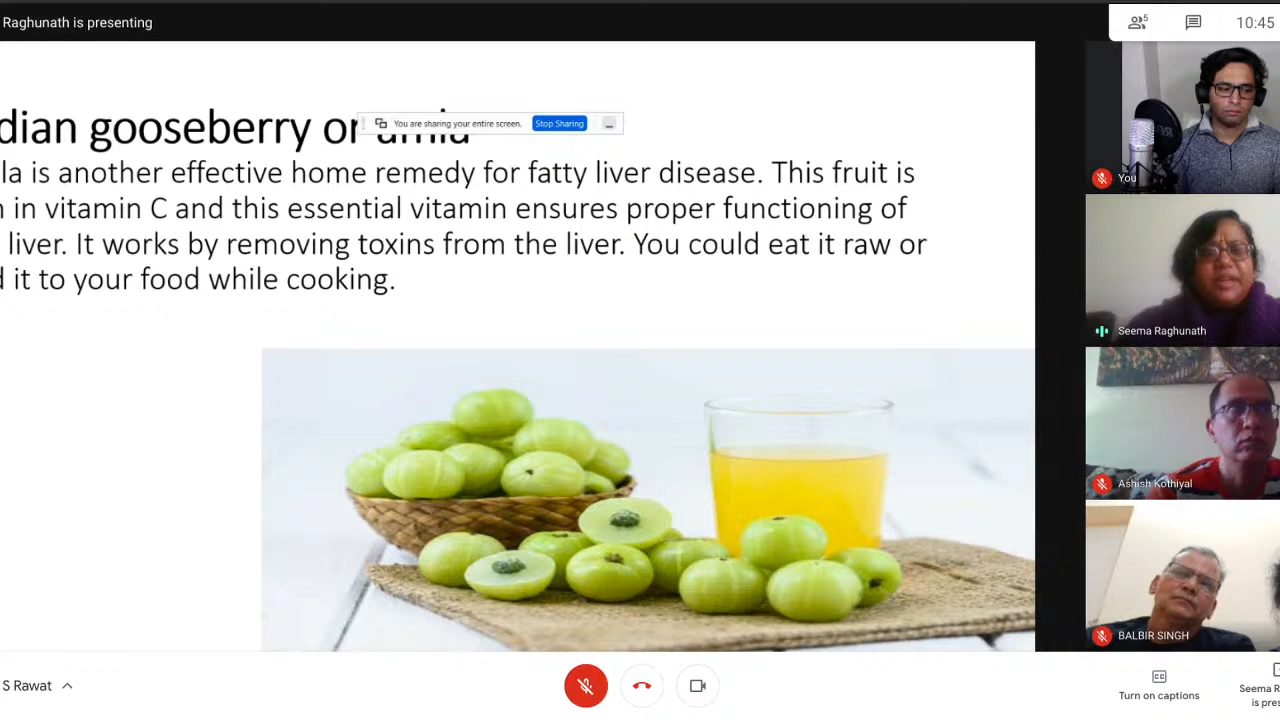 Raghunath is presenting
5
10:45
dian gooseberry or amla
You are sharing your entire screen. Stop Sharing
la is another effective home remedy for fatty liver disease. This fruit is
in vitamin C and this essential vitamin ensures proper functioning of
liver. It works by removing toxins from the liver. You could eat it raw or
d it to your food while cooking.
You
Seema Raghunath
Ashish Kothiyal
BALBIR SINGH
S Rawat
Turn on captions
Seema R
is pres